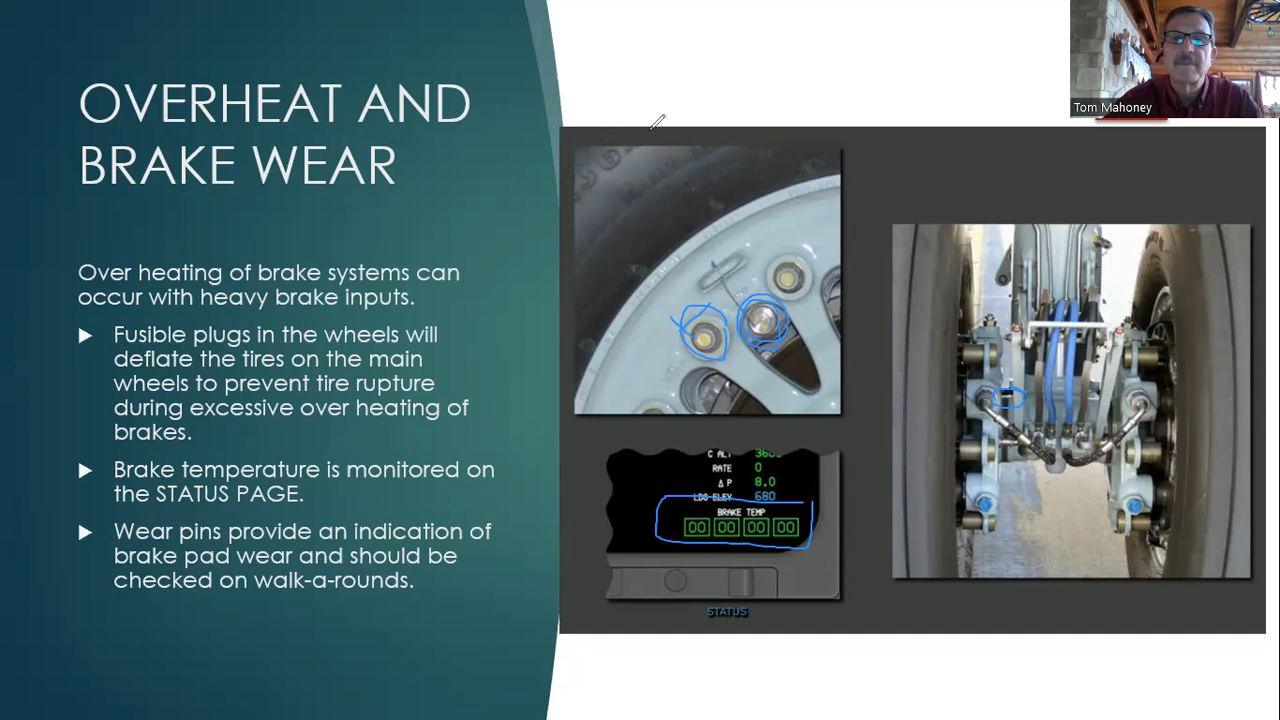 OVERHEAT AND
BRAKE WEAR
Over heating of brake systems can
occur with heavy brake inputs.
Fusible plugs in the wheels will
deflate the tires on the main
wheels to prevent tire rupture
during excessive over heating of
brakes.
Brake temperature is monitored on
the STATUS PAGE.
Wear pins provide an indication of
brake pad wear and should be
checked on walk-a-rounds.
Tom Mahoney
C ALT
RATE 0
Δ P 8.0
LDG ELEV 680
BRAKE TEMP
00 00 00 00
STATUS